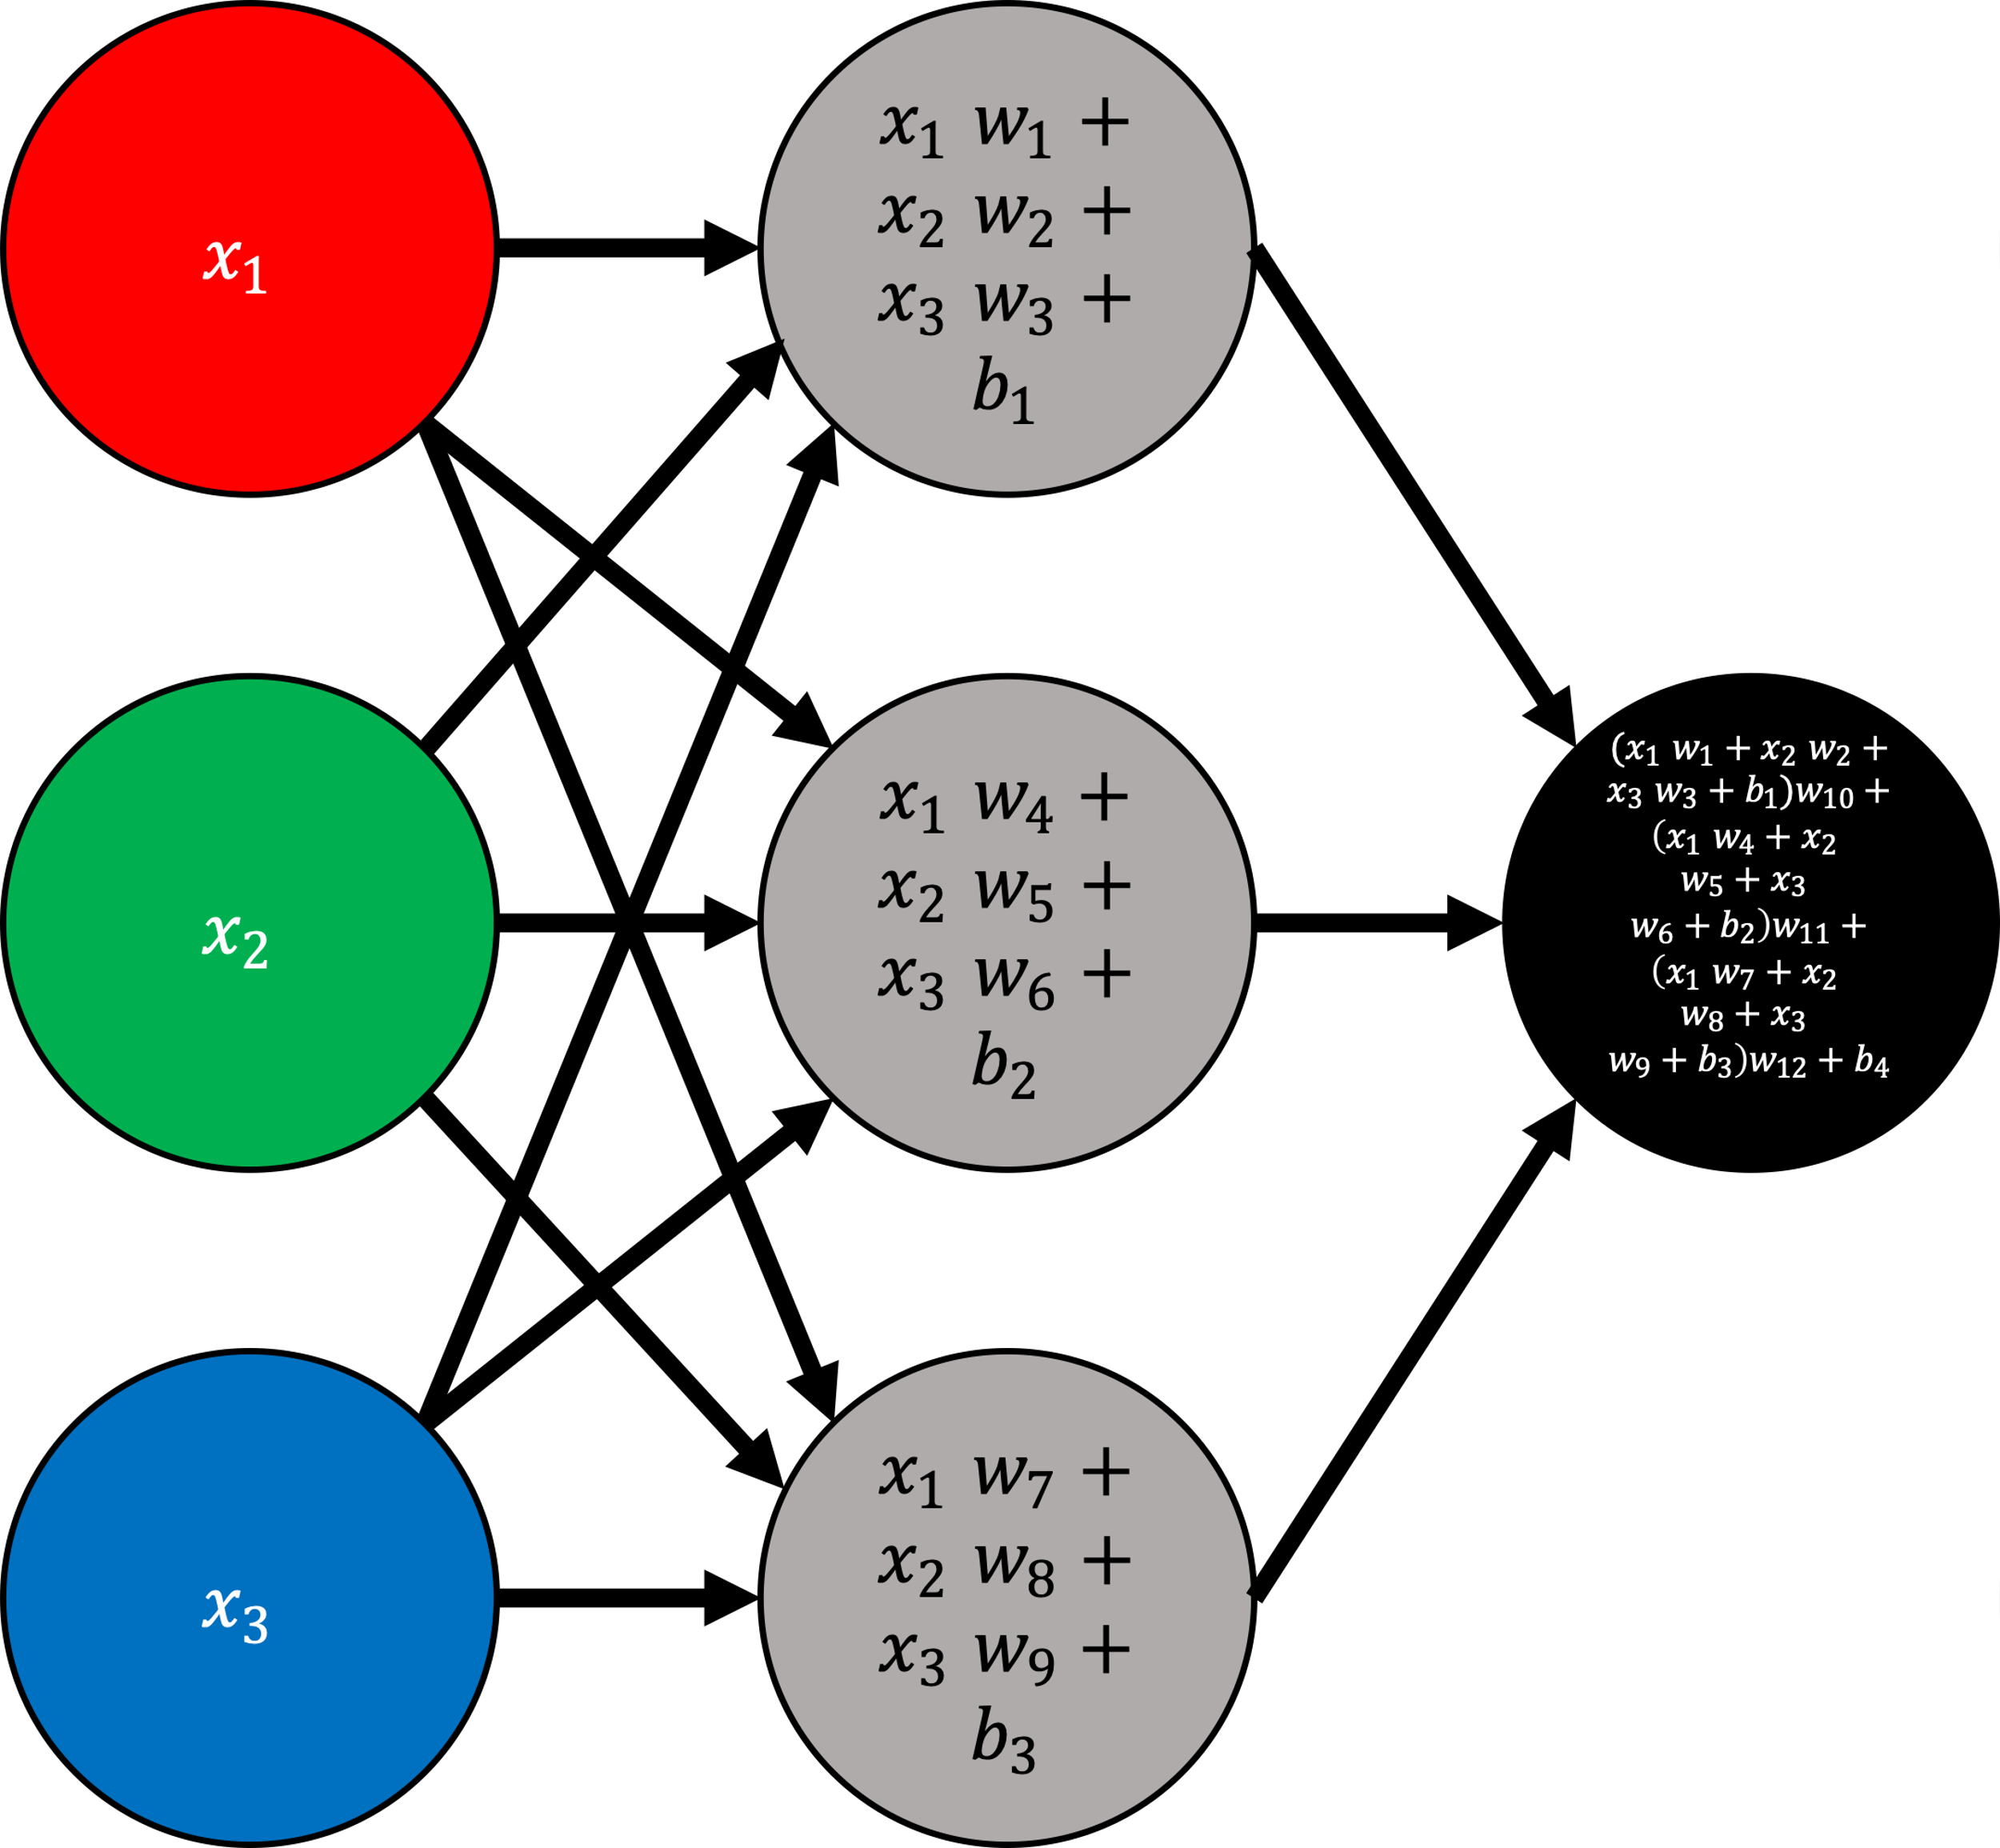 x₁
x₂
x₃
x₁ w₁ +
x₂ w₂ +
x₃ w₃ +
b₁
x₁ w₄ +
x₂ w₅ +
x₃ w₆ +
b₂
x₁ w₇ +
x₂ w₈ +
x₃ w₉ +
b₃
(x₁ w₁ + x₂ w₂ +
x₃ w₃ + b₁)w₁₀ +
(x₁ w₄ + x₂
w₅ + x₃
w₆ + b₂)w₁₁ +
(x₁ w₇ + x₂
w₈ + x₃
w₉ + b₃)w₁₂ + b₄